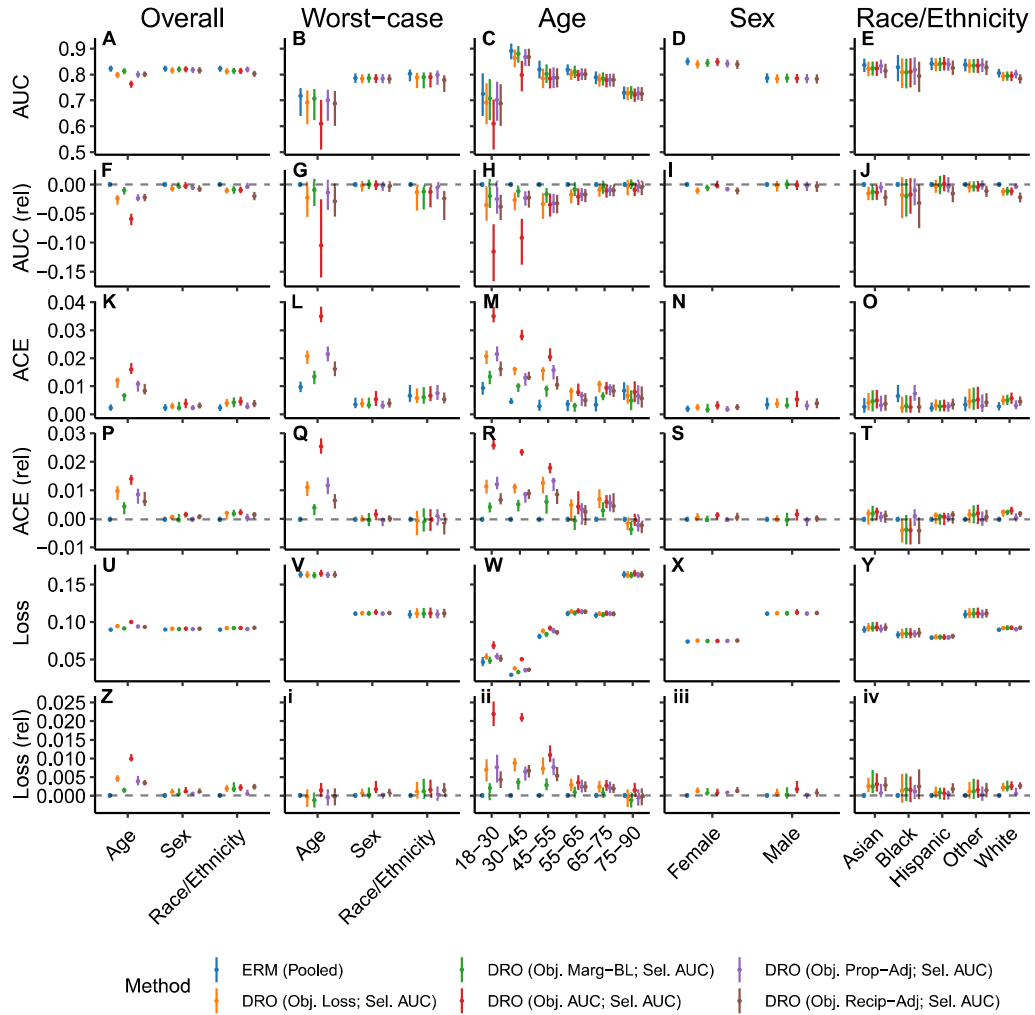 Overall Worst−case Age Sex Race/Ethnicity
A B C D E
AUC
0.9
0.8
0.7
0.6
0.5
F G H I J
AUC (rel)
0.00
−0.05
−0.10
−0.15
K L M N O
ACE
0.04
0.03
0.02
0.01
0.00
P Q R S T
ACE (rel)
0.03
0.02
0.01
0.00
−0.01
U V W X Y
Loss
0.15
0.10
0.05
Z i ii iii iv
Loss (rel)
0.025
0.020
0.015
0.010
0.005
0.000
Age Sex Race/Ethnicity Age Sex Race/Ethnicity 18−30 30−45 45−55 55−65 65−75 75−90 Female Male Asian Black Hispanic Other White
Method
ERM (Pooled) DRO (Obj. Marg−BL; Sel. AUC) DRO (Obj. Prop−Adj; Sel. AUC)
DRO (Obj. Loss; Sel. AUC) DRO (Obj. AUC; Sel. AUC) DRO (Obj. Recip−Adj; Sel. AUC)